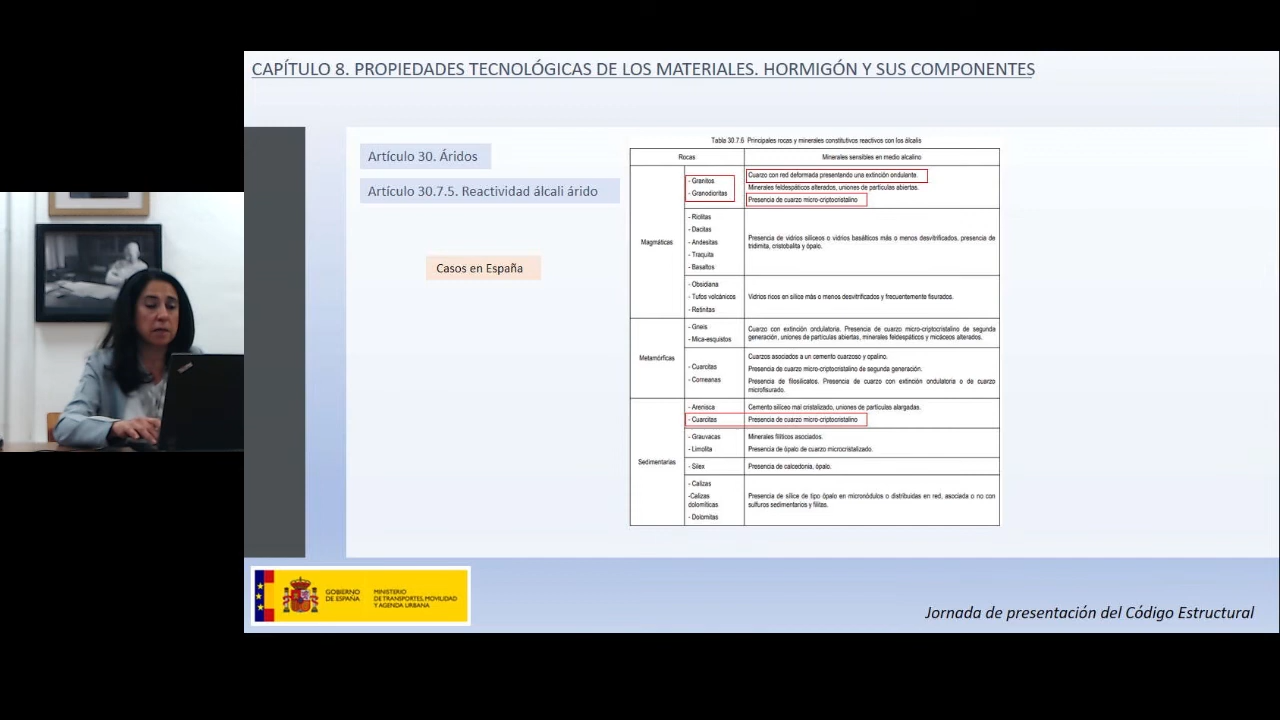 CAPÍTULO 8. PROPIEDADES TECNOLÓGICAS DE LOS MATERIALES. HORMIGÓN Y SUS COMPONENTES
Artículo 30. Áridos
Artículo 30.7.5. Reactividad álcali árido
Casos en España
Tabla 30.7.6 Principales rocas y minerales constitutivos reactivos con los álcalis
Rocas
Minerales sensibles en medio alcalino
Magmáticas
- Granitos
- Granodioritas
Cuarzo con red deformada presentando una extinción ondulante.
Minerales feldespáticos alterados, uniones de partículas abiertas.
Presencia de cuarzo micro-criptocristalino
- Riolitas
- Dacitas
- Andesitas
- Traquita
- Basaltos
Presencia de vidrios silíceos o vidrios basálticos más o menos desvitrificados, presencia de
tridimita, cristobalita y ópalo.
- Obsidiana
- Tufos volcánicos
- Retinitas
Vidrios ricos en sílice más o menos desvitrificados y frecuentemente fisurados.
Metamórficas
- Gneis
- Mica-esquistos
Cuarzo con extinción ondulatoria. Presencia de cuarzo micro-criptocristalino de segunda
generación, uniones de partículas abiertas, minerales feldespáticos y micáceos alterados.
- Cuarcitas
- Corneanas
Cuarzos asociados a un cemento cuarzoso y opalino.
Presencia de cuarzo micro-criptocristalino de segunda generación.
Presencia de filosilicatos. Presencia de cuarzo con extinción ondulatoria o de cuarzo
microfisurado.
Sedimentarias
- Arenisca
Cemento silíceo mal cristalizado, uniones de partículas alargadas.
- Cuarcitas
Presencia de cuarzo micro-criptocristalino
- Grauvacas
Minerales filíticos asociados.
- Limolita
Presencia de ópalo de cuarzo microcristalizado.
- Silex
Presencia de calcedonia, ópalo.
- Calizas
-Calizas
dolomíticas
- Dolomitas
Presencia de sílice de tipo ópalo en micronódulos o distribuidas en red, asociada o no con
sulfuros sedimentarios y filitas.
GOBIERNO
DE ESPAÑA
MINISTERIO
DE TRANSPORTES, MOVILIDAD
Y AGENDA URBANA
Jornada de presentación del Código Estructural